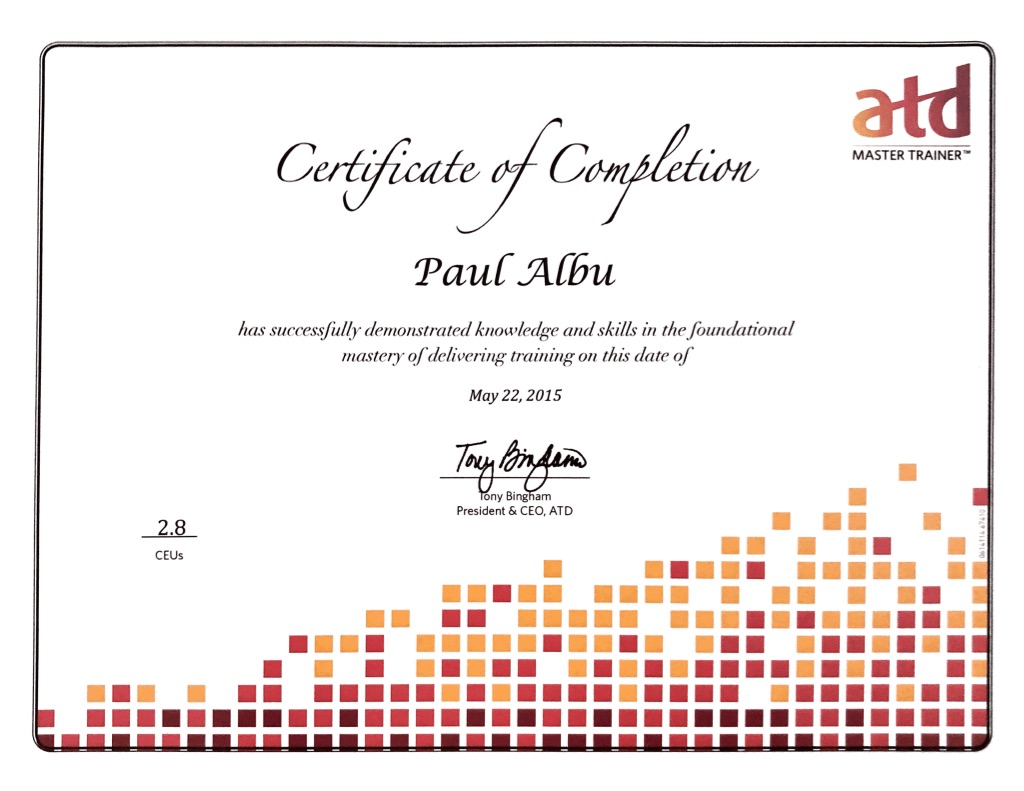 atd
MASTER TRAINER™
Certificate of Completion
Paul Albu
has successfully demonstrated knowledge and skills in the foundational
mastery of delivering training on this date of
May 22, 2015
Tony Bingham
Tony Bingham
President & CEO, ATD
2.8
CEUs